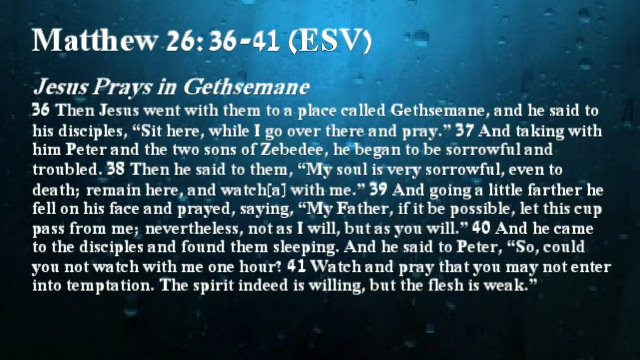 Matthew 26: 36-41 (ESV)
Jesus Prays in Gethsemane
36 Then Jesus went with them to a place called Gethsemane, and he said to
his disciples, “Sit here, while I go over there and pray.” 37 And taking with
him Peter and the two sons of Zebedee, he began to be sorrowful and
troubled. 38 Then he said to them, “My soul is very sorrowful, even to
death; remain here, and watch[a] with me.” 39 And going a little farther he
fell on his face and prayed, saying, “My Father, if it be possible, let this cup
pass from me; nevertheless, not as I will, but as you will.” 40 And he came
to the disciples and found them sleeping. And he said to Peter, “So, could
you not watch with me one hour? 41 Watch and pray that you may not enter
into temptation. The spirit indeed is willing, but the flesh is weak.”